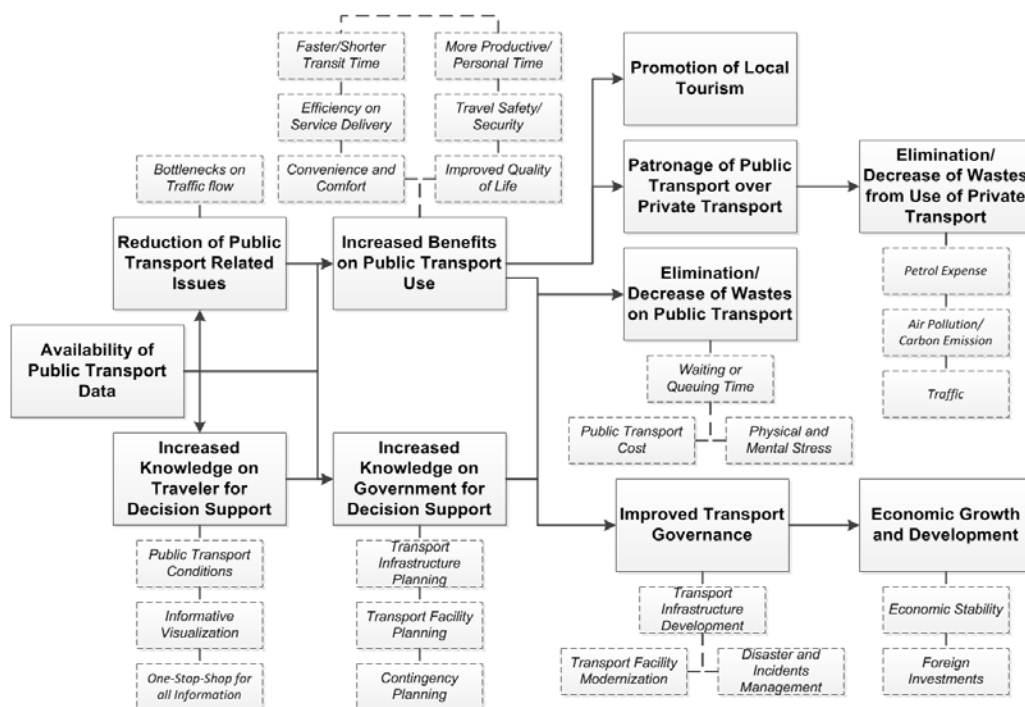 Faster/Shorter
Transit Time
More Productive/
Personal Time
Efficiency on
Service Delivery
Travel Safety/
Security
Bottlenecks on
Traffic flow
Convenience and
Comfort
Improved Quality
of Life
Promotion of Local
Tourism
Patronage of Public
Transport over
Private Transport
Elimination/
Decrease of Wastes
from Use of Private
Transport
Reduction of Public
Transport Related
Issues
Increased Benefits
on Public Transport
Use
Elimination/
Decrease of Wastes
on Public Transport
Petrol Expense
Air Pollution/
Carbon Emission
Traffic
Availability of
Public Transport
Data
Waiting or
Queuing Time
Public Transport
Cost
Physical and
Mental Stress
Increased
Knowledge on
Traveler for
Decision Support
Increased
Knowledge on
Government for
Decision Support
Improved Transport
Governance
Economic Growth
and Development
Public Transport
Conditions
Informative
Visualization
One-Stop-Shop for
all Information
Transport
Infrastructure
Planning
Transport Facility
Planning
Contingency
Planning
Transport
Infrastructure
Development
Transport Facility
Modernization
Disaster and
Incidents
Management
Economic Stability
Foreign
Investments